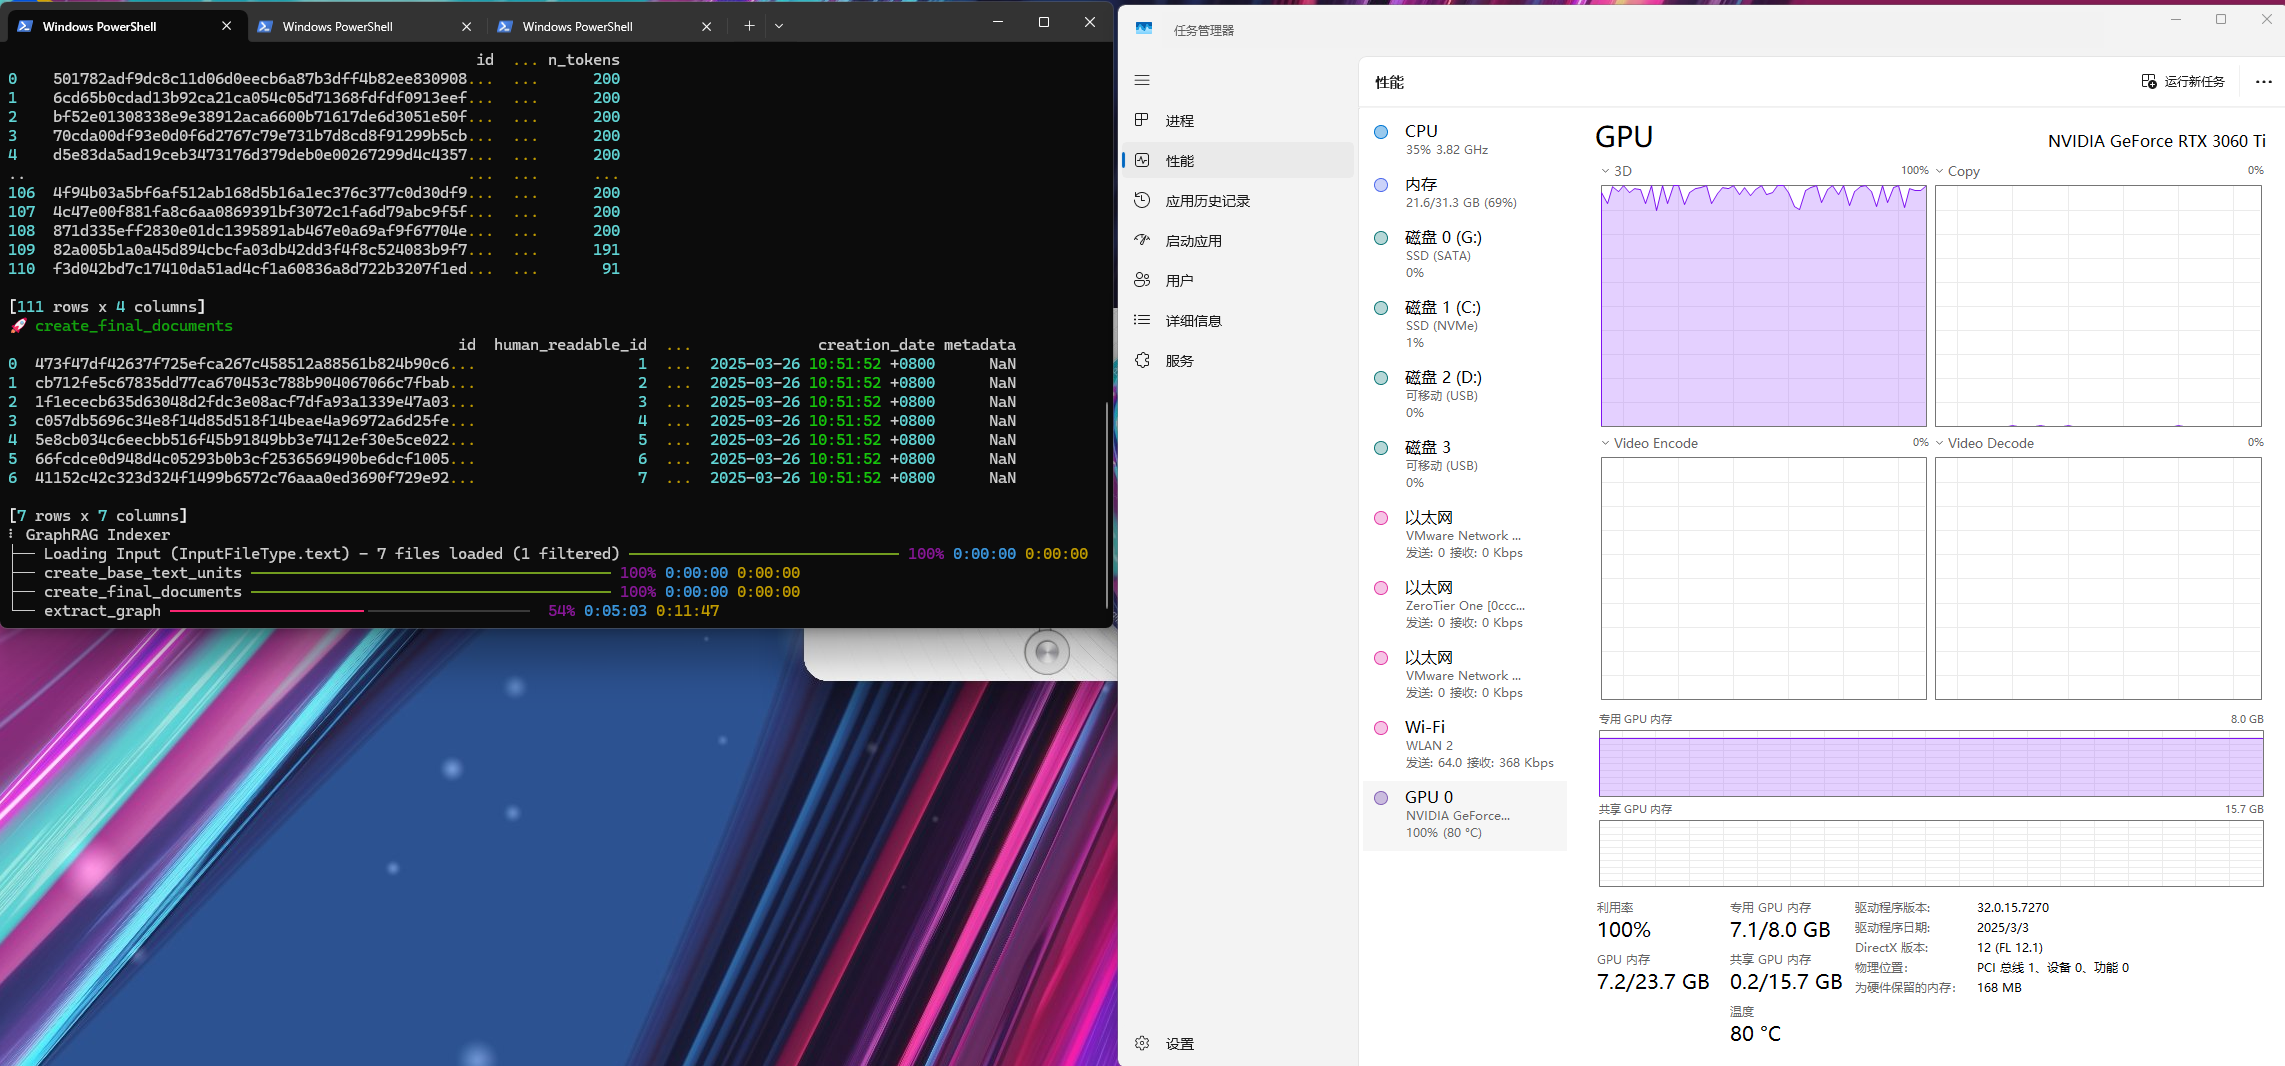 Windows PowerShell
Windows PowerShell
Windows PowerShell
id ... n_tokens
0 501782adf9dc8c11d06d0eecb6a87b3dff4b82ee830908... ... 200
1 6cd65b0cdad13b92ca21ca054c05d71368fdfdf0913eef... ... 200
2 bf52e01308338e9e38912aca6600b71617de6d3051e50f... ... 200
3 70cda00df93e0d0f6d2767c79e731b7d8cd8f91299b5cb... ... 200
4 d5e83da5ad19ceb3473176d379deb0e00267299d4c4357... ... 200
.. ... ... ...
106 4f94b03a5bf6af512ab168d5b16a1ec376c377c0d30df9... ... 200
107 4c47e00f881fa8c6aa0869391bf3072c1fa6d79abc9f5f... ... 200
108 871d335eff2830e01dc1395891ab467e0a69af9f67704e... ... 200
109 82a005b1a0a45d894cbcfa03db42dd3f4f8c524083b9f7... ... 191
110 f3d042bd7c17410da51ad4cf1a60836a8d722b3207f1ed... ... 91
[111 rows x 4 columns]
🚀 create_final_documents
id human_readable_id ... creation_date metadata
0 473f47df42637f725efca267c458512a88561b824b90c6... 1 ... 2025-03-26 10:51:52 +0800 NaN
1 cb712fe5c67835dd77ca670453c788b904067066c7fbab... 2 ... 2025-03-26 10:51:52 +0800 NaN
2 1f1ececb635d63048d2fdc3e08acf7dfa93a1339e47a03... 3 ... 2025-03-26 10:51:52 +0800 NaN
3 c057db5696c34e8f14d85d518f14beae4a96972a6d25fe... 4 ... 2025-03-26 10:51:52 +0800 NaN
4 5e8cb034c6eecbb516f45b91849bb3e7412ef30e5ce022... 5 ... 2025-03-26 10:51:52 +0800 NaN
5 66fcdce0d948d4c05293b0b3cf2536569490be6dcf1005... 6 ... 2025-03-26 10:51:52 +0800 NaN
6 41152c42c323d324f1499b6572c76aaa0ed3690f729e92... 7 ... 2025-03-26 10:51:52 +0800 NaN
[7 rows x 7 columns]
GraphRAG Indexer
Loading Input (InputFileType.text) - 7 files loaded (1 filtered) 100% 0:00:00 0:00:00
create_base_text_units 100% 0:00:00 0:00:00
create_final_documents 100% 0:00:00 0:00:00
extract_graph 54% 0:05:03 0:11:47
任务管理器
进程
性能
应用历史记录
启动应用
用户
详细信息
服务
设置
性能
运行新任务
CPU
35% 3.82 GHz
内存
21.6/31.3 GB (69%)
磁盘 0 (G:)
SSD (SATA)
0%
磁盘 1 (C:)
SSD (NVMe)
1%
磁盘 2 (D:)
可移动 (USB)
0%
磁盘 3
可移动 (USB)
0%
以太网
VMware Network ...
发送: 0 接收: 0 Kbps
以太网
ZeroTier One [0ccc...
发送: 0 接收: 0 Kbps
以太网
VMware Network ...
发送: 0 接收: 0 Kbps
Wi-Fi
WLAN 2
发送: 64.0 接收: 368 Kbps
GPU 0
NVIDIA GeForce...
100% (80 °C)
GPU
NVIDIA GeForce RTX 3060 Ti
3D 100%
Copy 0%
Video Encode 0%
Video Decode 0%
专用 GPU 内存 8.0 GB
共享 GPU 内存 15.7 GB
利用率
100%
专用 GPU 内存
7.1/8.0 GB
GPU 内存
7.2/23.7 GB
共享 GPU 内存
0.2/15.7 GB
温度
80 °C
驱动程序版本: 32.0.15.7270
驱动程序日期: 2025/3/3
DirectX 版本: 12 (FL 12.1)
物理位置: PCI 总线 1、设备 0、功能 0
为硬件保留的内存: 168 MB